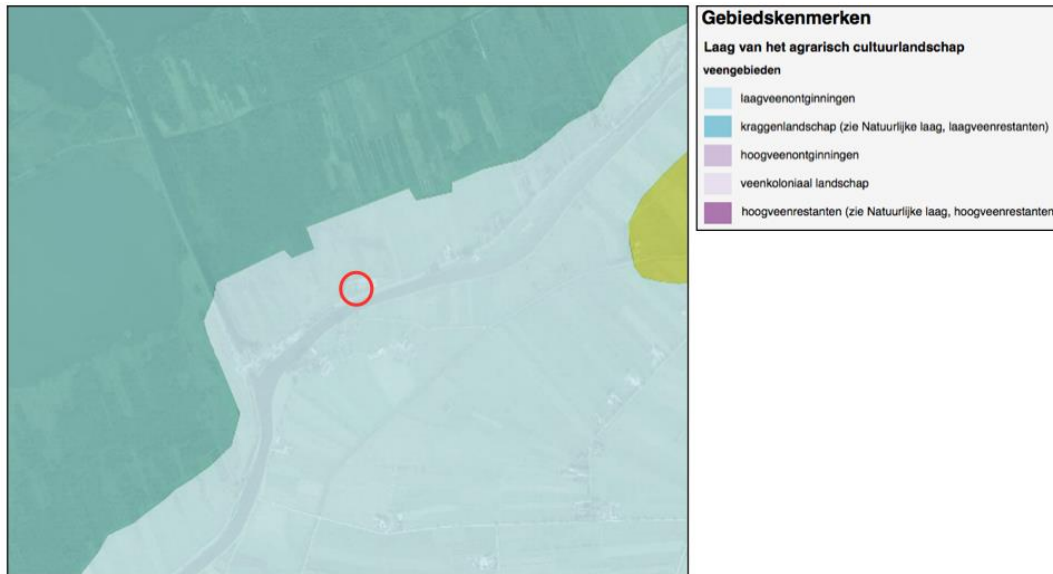 Gebiedskenmerken
Laag van het agrarisch cultuurlandschap
veengebieden
laagveenontginningen
kraggenlandschap (zie Natuurlijke laag, laagveenrestanten)
hoogveenontginningen
veenkoloniaal landschap
hoogveenrestanten (zie Natuurlijke laag, hoogveenrestanten